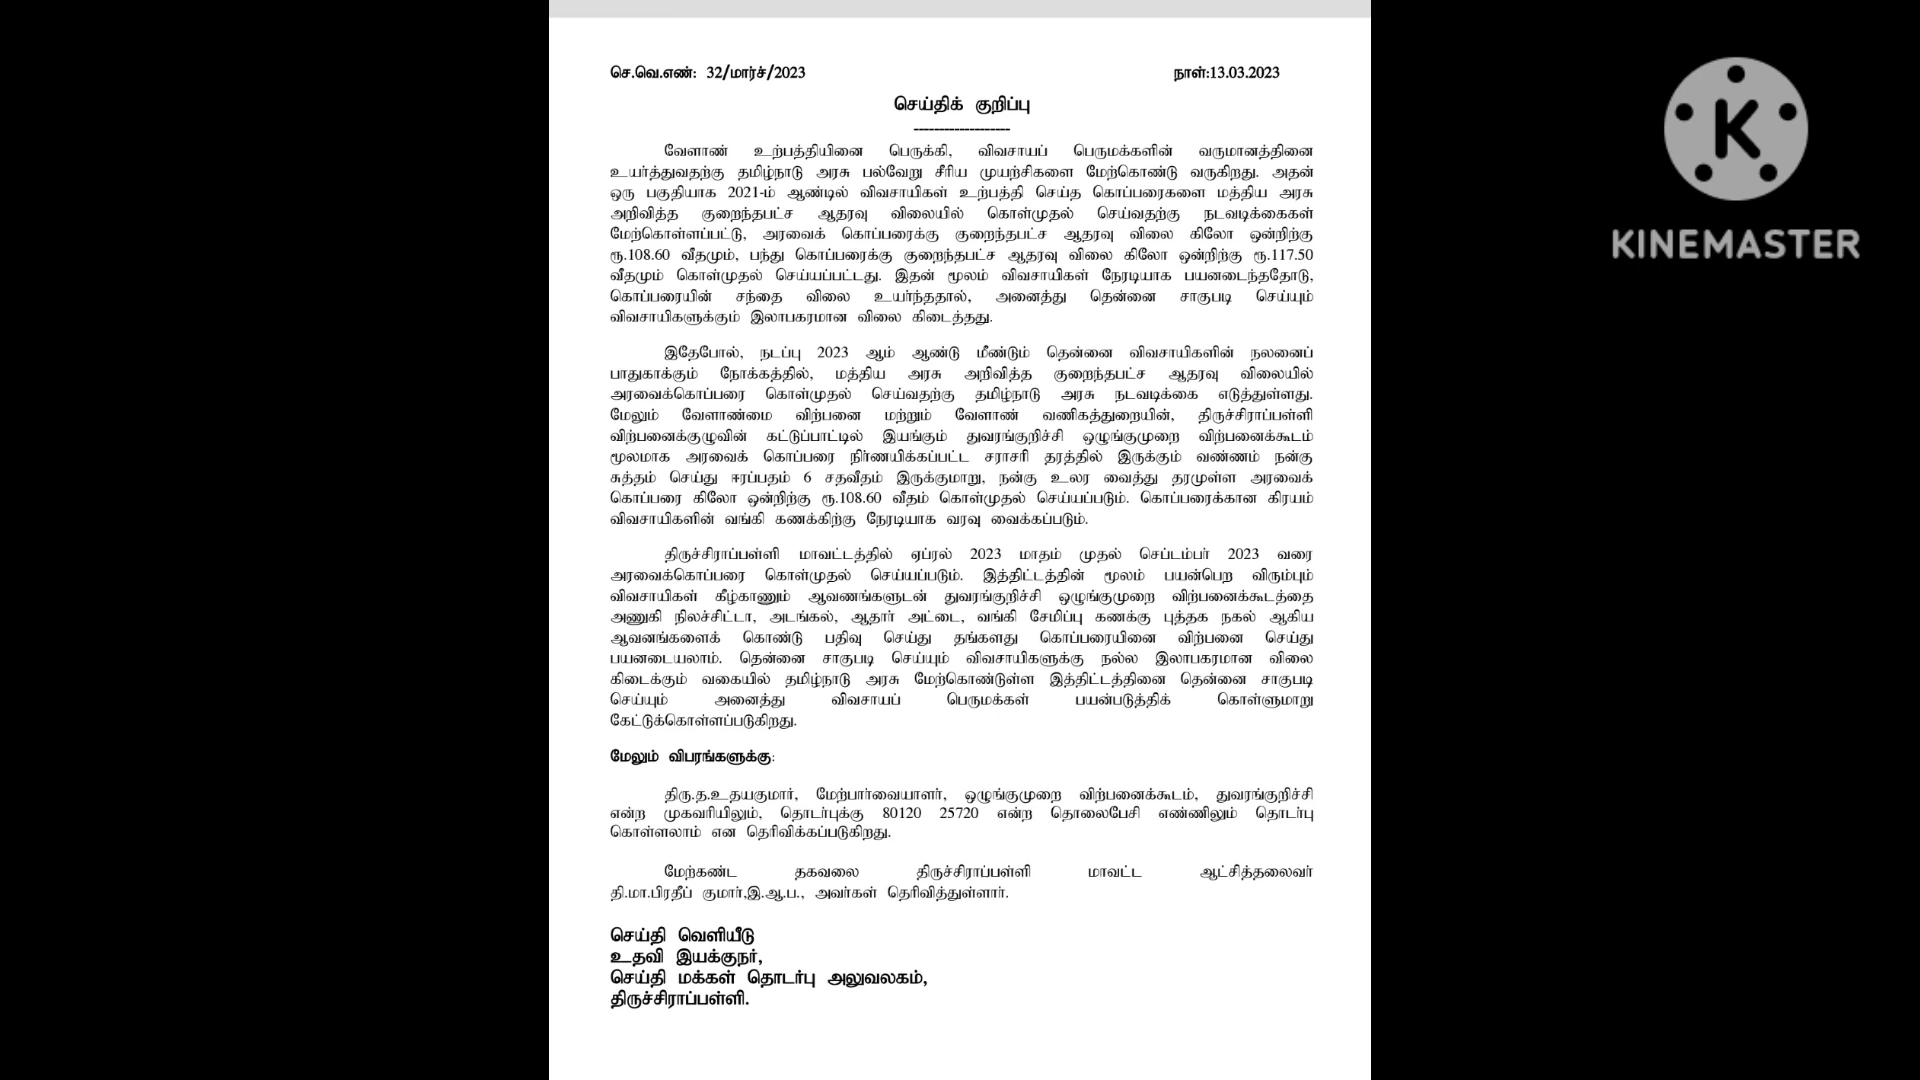 செ.வெ.எண்: 32/மார்ச்/2023 நாள்:13.03.2023
செய்திக் குறிப்பு
-------------------
வேளாண் உற்பத்தியினை பெருக்கி, விவசாயப் பெருமக்களின் வருமானத்தினை
உயர்த்துவதற்கு தமிழ்நாடு அரசு பல்வேறு சீரிய முயற்சிகளை மேற்கொண்டு வருகிறது. அதன்
ஒரு பகுதியாக 2021-ம் ஆண்டில் விவசாயிகள் உற்பத்தி செய்த கொப்பரைகளை மத்திய அரசு
அறிவித்த குறைந்தபட்ச ஆதரவு விலையில் கொள்முதல் செய்வதற்கு நடவடிக்கைகள்
மேற்கொள்ளப்பட்டு, அரவைக் கொப்பரைக்கு குறைந்தபட்ச ஆதரவு விலை கிலோ ஒன்றிற்கு
ரூ.108.60 வீதமும், பந்து கொப்பரைக்கு குறைந்தபட்ச ஆதரவு விலை கிலோ ஒன்றிற்கு ரூ.117.50
வீதமும் கொள்முதல் செய்யப்பட்டது. இதன் மூலம் விவசாயிகள் நேரடியாக பயனடைந்ததோடு,
கொப்பரையின் சந்தை விலை உயர்ந்ததால், அனைத்து தென்னை சாகுபடி செய்யும்
விவசாயிகளுக்கும் இலாபகரமான விலை கிடைத்தது.
இதேபோல், நடப்பு 2023 ஆம் ஆண்டு மீண்டும் தென்னை விவசாயிகளின் நலனைப்
பாதுகாக்கும் நோக்கத்தில், மத்திய அரசு அறிவித்த குறைந்தபட்ச ஆதரவு விலையில்
அரவைக்கொப்பரை கொள்முதல் செய்வதற்கு தமிழ்நாடு அரசு நடவடிக்கை எடுத்துள்ளது.
மேலும் வேளாண்மை விற்பனை மற்றும் வேளாண் வணிகத்துறையின், திருச்சிராப்பள்ளி
விற்பனைக்குழுவின் கட்டுப்பாட்டில் இயங்கும் துவரங்குறிச்சி ஒழுங்குமுறை விற்பனைக்கூடம்
மூலமாக அரவைக் கொப்பரை நிர்ணயிக்கப்பட்ட சராசரி தரத்தில் இருக்கும் வண்ணம் நன்கு
சுத்தம் செய்து ஈரப்பதம் 6 சதவீதம் இருக்குமாறு, நன்கு உலர வைத்து தரமுள்ள அரவைக்
கொப்பரை கிலோ ஒன்றிற்கு ரூ.108.60 வீதம் கொள்முதல் செய்யப்படும். கொப்பரைக்கான கிரயம்
விவசாயிகளின் வங்கி கணக்கிற்கு நேரடியாக வரவு வைக்கப்படும்.
திருச்சிராப்பள்ளி மாவட்டத்தில் ஏப்ரல் 2023 மாதம் முதல் செப்டம்பர் 2023 வரை
அரவைக்கொப்பரை கொள்முதல் செய்யப்படும். இத்திட்டத்தின் மூலம் பயன்பெற விரும்பும்
விவசாயிகள் கீழ்காணும் ஆவணங்களுடன் துவரங்குறிச்சி ஒழுங்குமுறை விற்பனைக்கூடத்தை
அணுகி நிலச்சிட்டா, அடங்கல், ஆதார் அட்டை, வங்கி சேமிப்பு கணக்கு புத்தக நகல் ஆகிய
ஆவனங்களைக் கொண்டு பதிவு செய்து தங்களது கொப்பரையினை விற்பனை செய்து
பயனடையலாம். தென்னை சாகுபடி செய்யும் விவசாயிகளுக்கு நல்ல இலாபகரமான விலை
கிடைக்கும் வகையில் தமிழ்நாடு அரசு மேற்கொண்டுள்ள இத்திட்டத்தினை தென்னை சாகுபடி
செய்யும் அனைத்து விவசாயப் பெருமக்கள் பயன்படுத்திக் கொள்ளுமாறு
கேட்டுக்கொள்ளப்படுகிறது.
மேலும் விபரங்களுக்கு:
திரு.த.உதயகுமார், மேற்பார்வையாளர், ஒழுங்குமுறை விற்பனைக்கூடம், துவரங்குறிச்சி
என்ற முகவரியிலும், தொடர்புக்கு 80120 25720 என்ற தொலைபேசி எண்ணிலும் தொடர்பு
கொள்ளலாம் என தெரிவிக்கப்படுகிறது.
மேற்கண்ட தகவலை திருச்சிராப்பள்ளி மாவட்ட ஆட்சித்தலைவர்
தி.மா.பிரதீப் குமார்,இ.ஆ.ப., அவர்கள் தெரிவித்துள்ளார்.
செய்தி வெளியீடு
உதவி இயக்குநர்,
செய்தி மக்கள் தொடர்பு அலுவலகம்,
திருச்சிராப்பள்ளி.
K
KINEMASTER